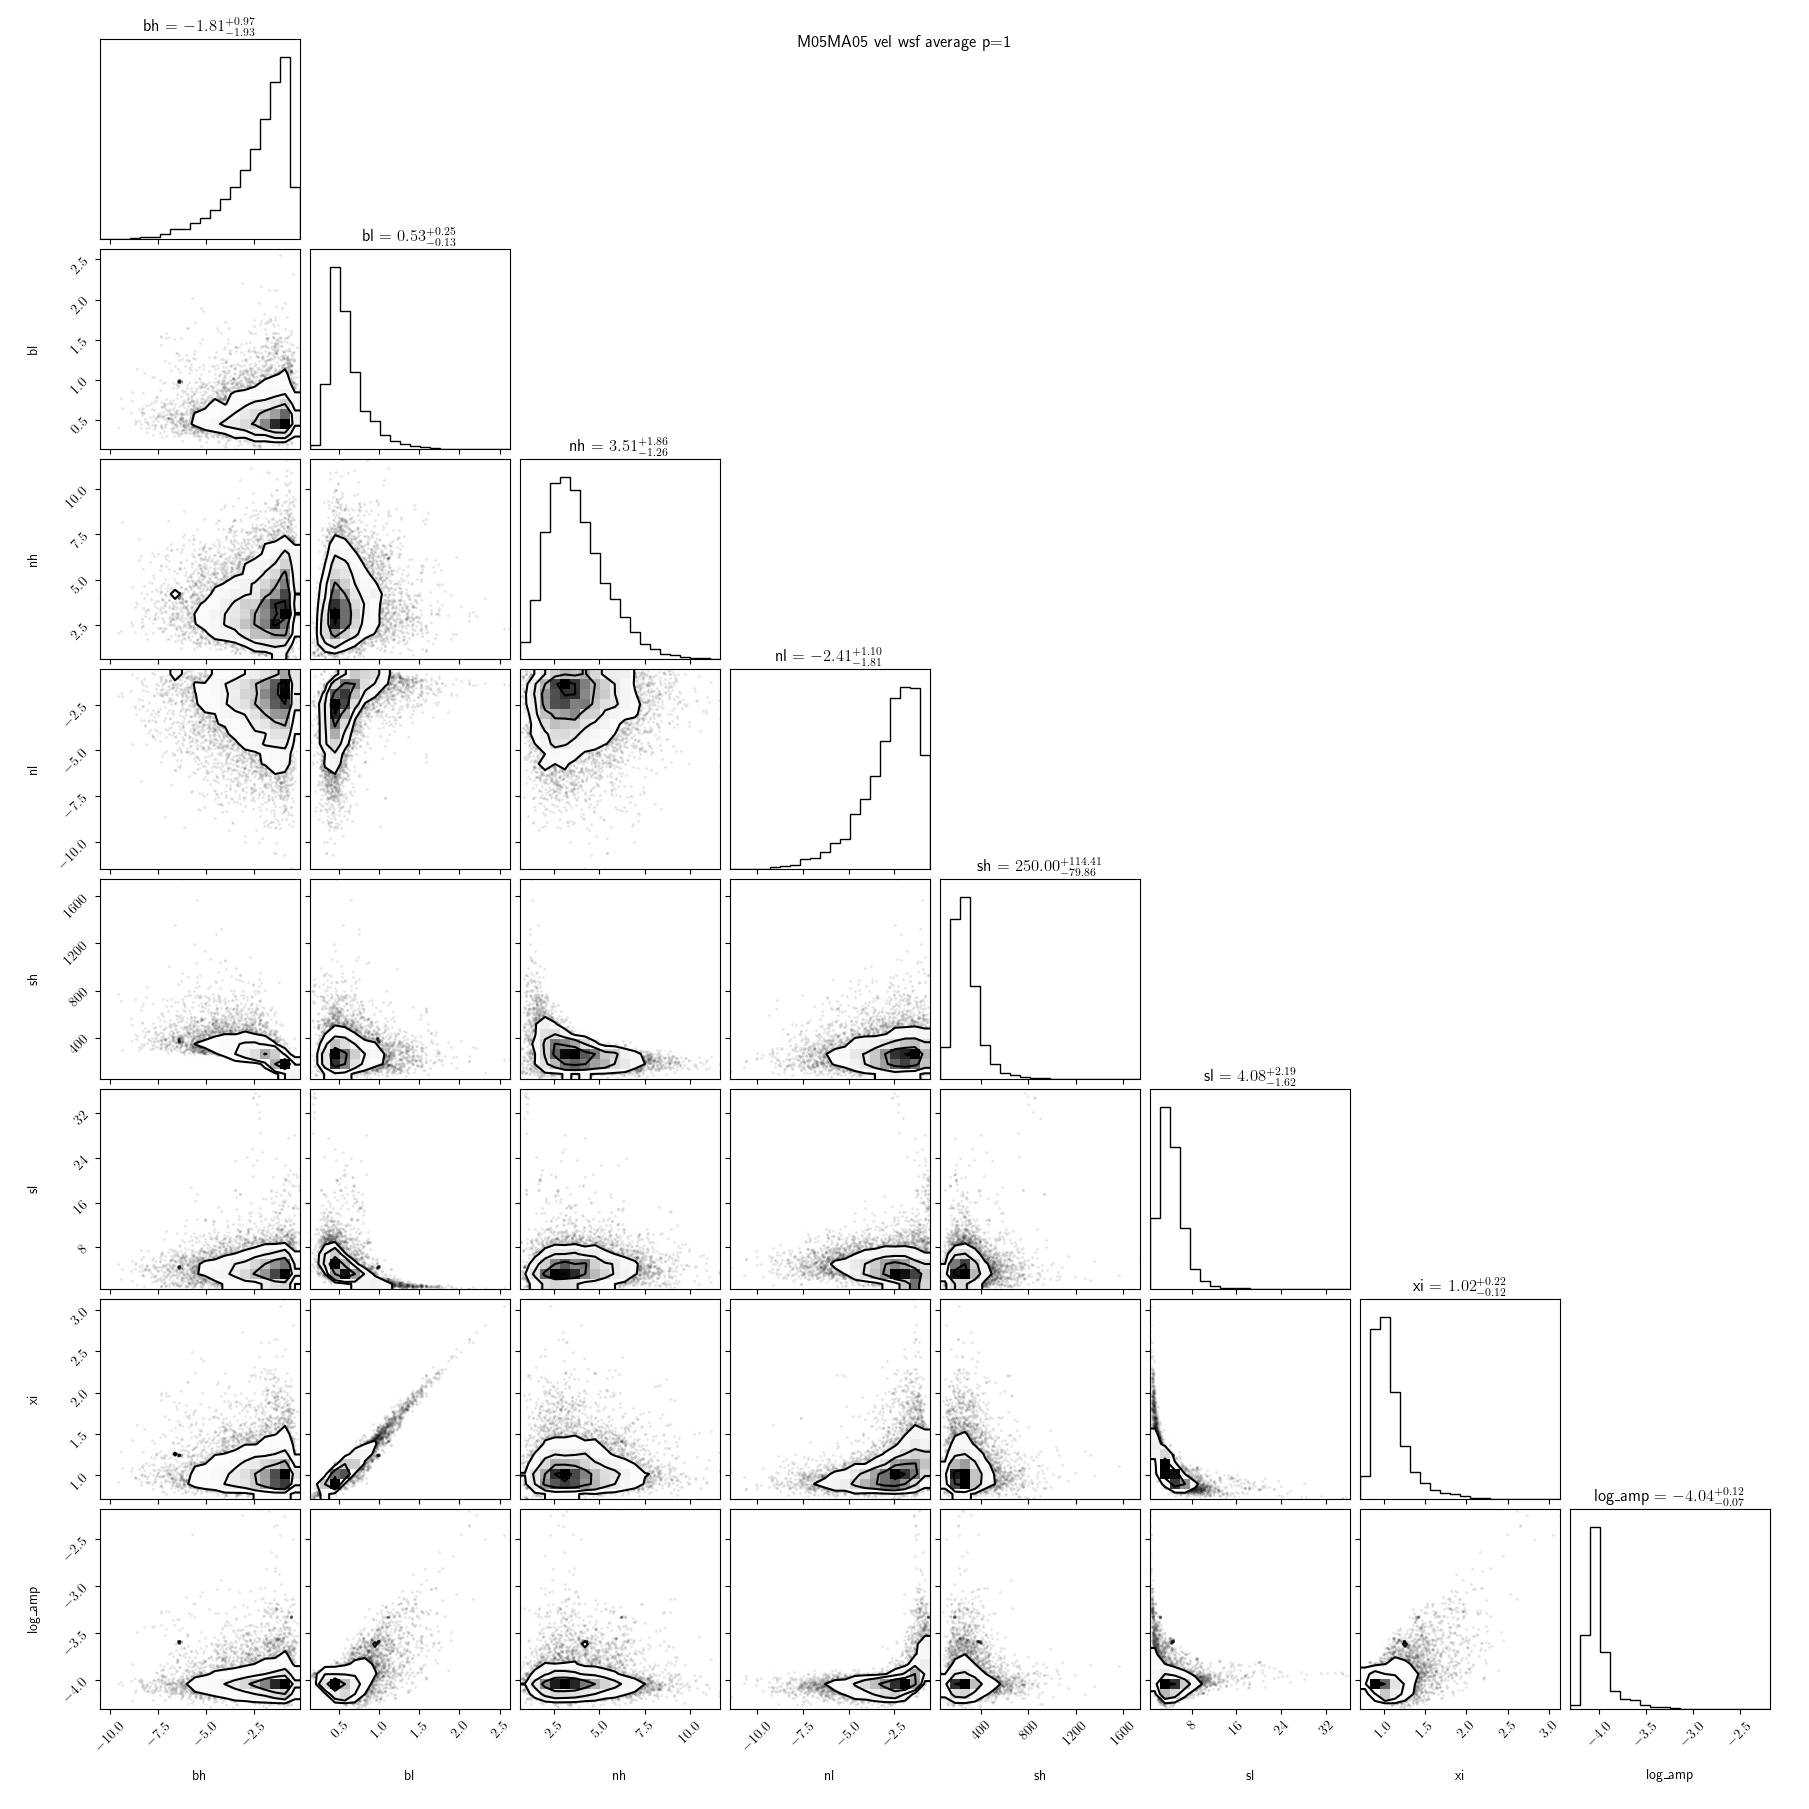 bh = −1.81 +0.97 −1.93
M05MA05 vel wsf average p=1
bl = 0.53 +0.25 −0.13
2.5
2.0
1.5
1.0
0.5
bl
nh = 3.51 +1.86 −1.26
10.0
7.5
5.0
2.5
nh
nl = −2.41 +1.10 −1.81
−2.5
−5.0
−7.5
−10.0
nl
sh = 250.00 +114.41 −79.86
1600
1200
800
400
sh
sl = 4.08 +2.19 −1.62
32
24
16
8
sl
xi = 1.02 +0.22 −0.12
3.0
2.5
2.0
1.5
1.0
xi
log_amp = −4.04 +0.12 −0.07
−2.5
−3.0
−3.5
−4.0
log_amp
−10.0 −7.5 −5.0 −2.5 0.5 1.0 1.5 2.0 2.5 2.5 5.0 7.5 10.0 −10.0 −7.5 −5.0 −2.5 400 800 1200 1600 8 16 24 32 1.0 1.5 2.0 2.5 3.0 −4.0 −3.5 −3.0 −2.5
bh bl nh nl sh sl xi log_amp